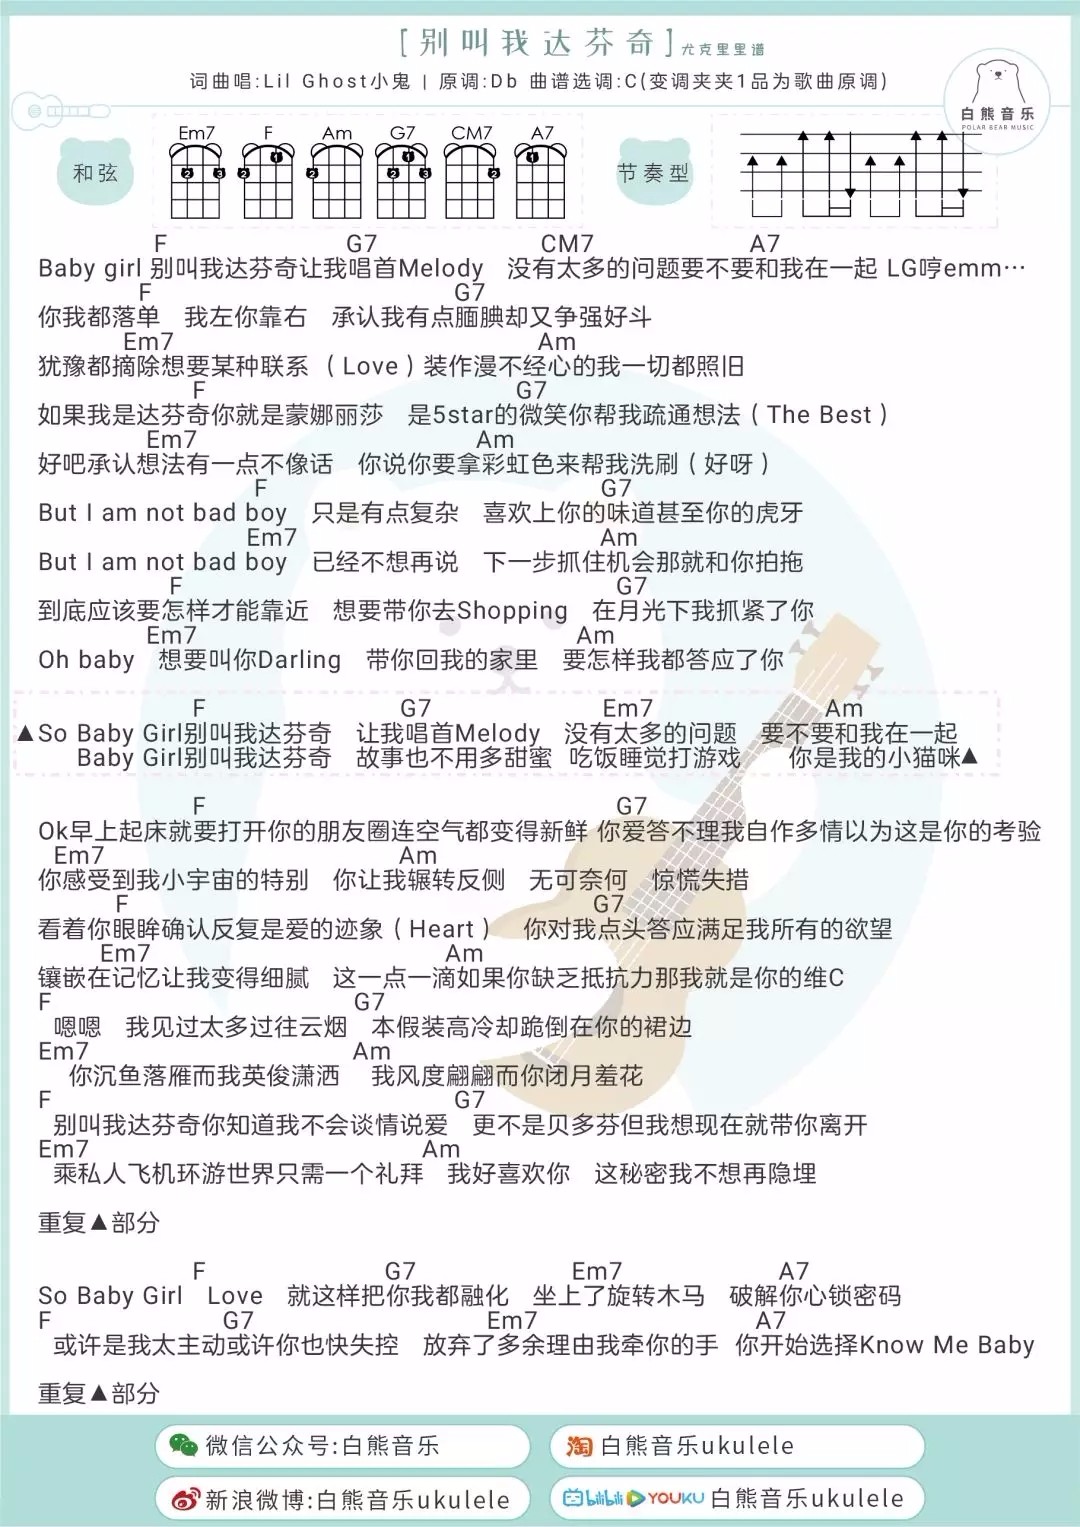 [别叫我达芬奇]尤克里里谱
词曲唱:Lil Ghost小鬼 | 原调:Db 曲谱选调:C(变调夹夹1品为歌曲原调)
白熊音乐
POLAR BEAR MUSIC
和弦 Em7 F Am G7 CM7 A7 节奏型
2 3 1 2 2 1 2 3 2 1
F G7 CM7 A7
Baby girl 别叫我达芬奇让我唱首Melody 没有太多的问题要不要和我在一起 LG哼emm…
F G7
你我都落单 我左你靠右 承认我有点腼腆却又争强好斗
Em7 Am
犹豫都摘除想要某种联系 (Love)装作漫不经心的我一切都照旧
F G7
如果我是达芬奇你就是蒙娜丽莎 是5star的微笑你帮我疏通想法(The Best)
Em7 Am
好吧承认想法有一点不像话 你说你要拿彩虹色来帮我洗刷(好呀)
F G7
But I am not bad boy 只是有点复杂 喜欢上你的味道甚至你的虎牙
Em7 Am
But I am not bad boy 已经不想再说 下一步抓住机会那就和你拍拖
F G7
到底应该要怎样才能靠近 想要带你去Shopping 在月光下我抓紧了你
Em7 Am
Oh baby 想要叫你Darling 带你回我的家里 要怎样我都答应了你
F G7 Em7 Am
▲So Baby Girl别叫我达芬奇 让我唱首Melody 没有太多的问题 要不要和我在一起
Baby Girl别叫我达芬奇 故事也不用多甜蜜 吃饭睡觉打游戏 你是我的小猫咪▲
F G7
Ok早上起床就要打开你的朋友圈连空气都变得新鲜 你爱答不理我自作多情以为这是你的考验
Em7 Am
你感受到我小宇宙的特别 你让我辗转反侧 无可奈何 惊慌失措
F G7
看着你眼眸确认反复是爱的迹象(Heart) 你对我点头答应满足我所有的欲望
Em7 Am
镶嵌在记忆让我变得细腻 这一点一滴如果你缺乏抵抗力那我就是你的维C
F G7
嗯嗯 我见过太多过往云烟 本假装高冷却跪倒在你的裙边
Em7 Am
你沉鱼落雁而我英俊潇洒 我风度翩翩而你闭月羞花
F G7
别叫我达芬奇你知道我不会谈情说爱 更不是贝多芬但我想现在就带你离开
Em7 Am
乘私人飞机环游世界只需一个礼拜 我好喜欢你 这秘密我不想再隐埋
重复▲部分
F G7 Em7 A7
So Baby Girl Love 就这样把你我都融化 坐上了旋转木马 破解你心锁密码
F G7 Em7 A7
或许是我太主动或许你也快失控 放弃了多余理由我牵你的手 你开始选择Know Me Baby
重复▲部分
微信公众号:白熊音乐
淘 白熊音乐ukulele
新浪微博:白熊音乐ukulele
bilibili YOUKU 白熊音乐ukulele